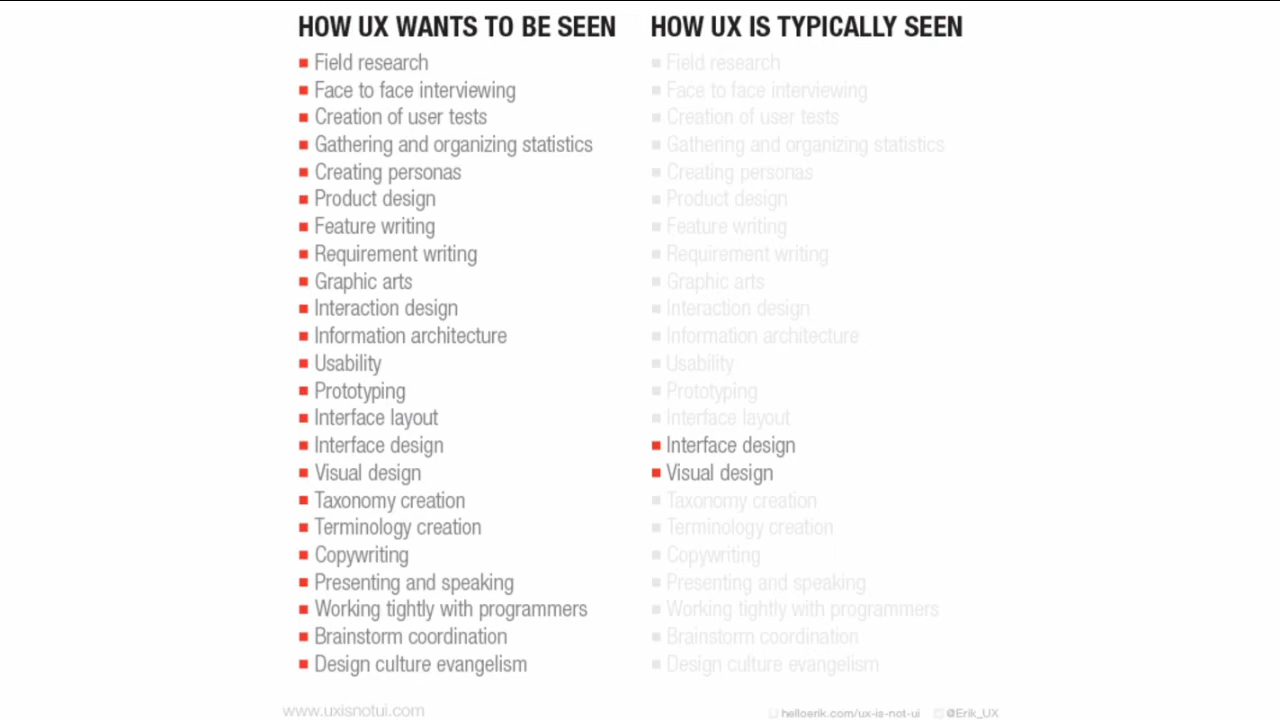 HOW UX WANTS TO BE SEEN
Field research
Face to face interviewing
Creation of user tests
Gathering and organizing statistics
Creating personas
Product design
Feature writing
Requirement writing
Graphic arts
Interaction design
Information architecture
Usability
Prototyping
Interface layout
Interface design
Visual design
Taxonomy creation
Terminology creation
Copywriting
Presenting and speaking
Working tightly with programmers
Brainstorm coordination
Design culture evangelism
HOW UX IS TYPICALLY SEEN
Field research
Face to face interviewing
Creation of user tests
Gathering and organizing statistics
Creating personas
Product design
Feature writing
Requirement writing
Graphic arts
Interaction design
Information architecture
Usability
Prototyping
Interface layout
Interface design
Visual design
Taxonomy creation
Terminology creation
Copywriting
Presenting and speaking
Working tightly with programmers
Brainstorm coordination
Design culture evangelism
www.uxisnotui.com
helloerik.com/ux-is-not-ui
@Erik_UX